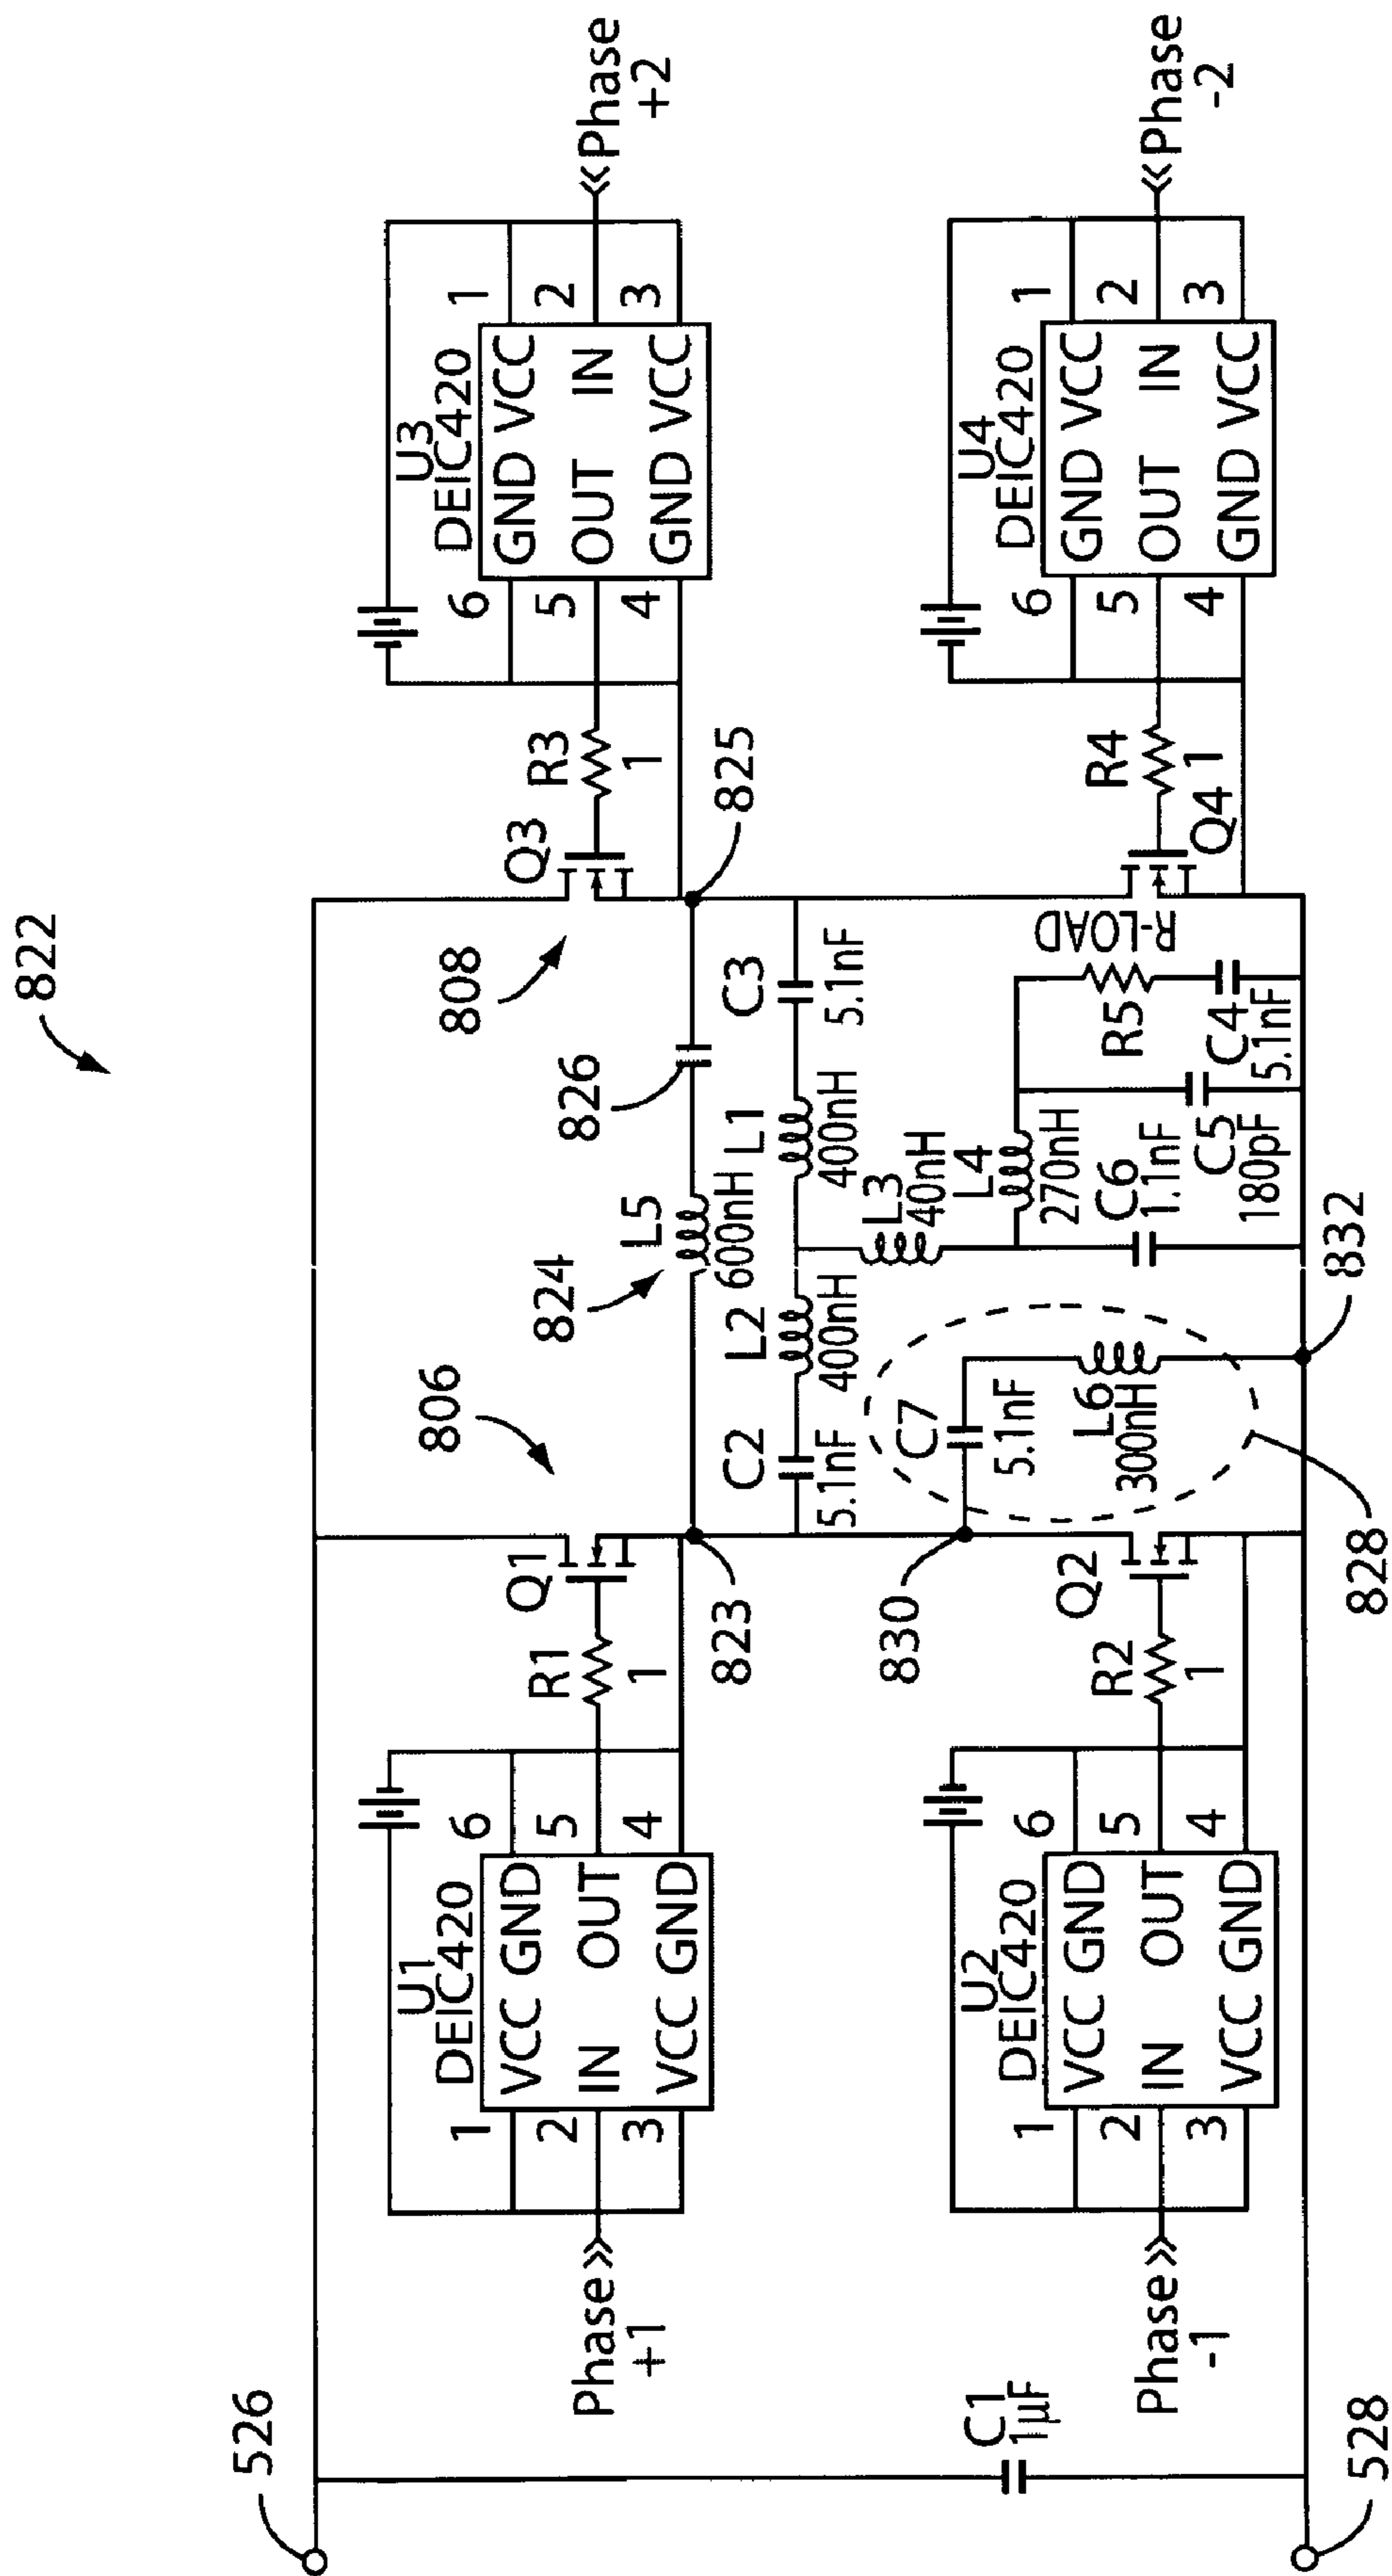 822
526
528
C1
1µF
Phase
+1
U1
DEIC420
VCC GND
IN OUT
VCC GND
1
2
3
6
5
4
R1
1
Q1
806
823
824
L5
600nH
826
825
808
Q3
R3
1
U3
DEIC420
GND VCC
OUT IN
GND VCC
6
5
4
1
2
3
Phase
+2
C2
5.1nF
L2
400nH
L1
400nH
C3
5.1nF
L3
40nH
L4
270nH
C6
1.1nF
C5
180pF
R5
R-LOAD
C4
5.1nF
C7
5.1nF
L6
300nH
830
828
832
Phase
-1
U2
DEIC420
VCC GND
IN OUT
VCC GND
1
2
3
6
5
4
R2
1
Q2
Q4
R4
1
U4
DEIC420
GND VCC
OUT IN
GND VCC
6
5
4
1
2
3
Phase
-2